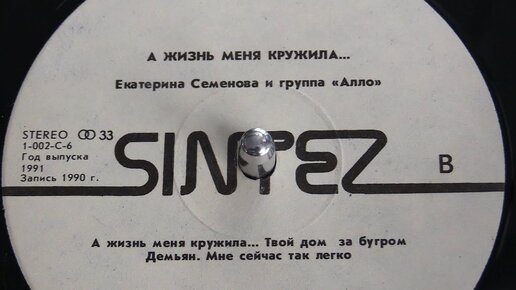 А ЖИЗНЬ МЕНЯ КРУЖИЛА...
Екатерина Семенова и группа «Алло»
STEREO 33
1-002-С-6
Год выпуска
1991
Запись 1990 г.
SINTEZ
B
А жизнь меня кружила... Твой дом за бугром
Демьян. Мне сейчас так легко